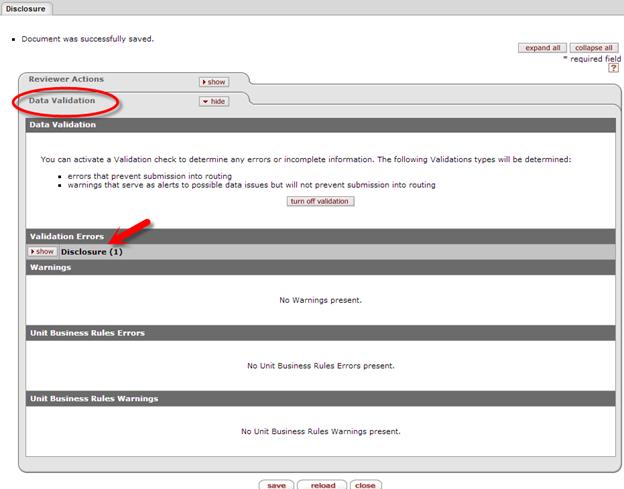 Disclosure
Document was successfully saved.
expand all collapse all
* required field
?
Reviewer Actions show
Data Validation hide
Data Validation
You can activate a Validation check to determine any errors or incomplete information. The following Validations types will be determined:
errors that prevent submission into routing
warnings that serve as alerts to possible data issues but will not prevent submission into routing
turn off validation
Validation Errors
show Disclosure (1)
Warnings
No Warnings present.
Unit Business Rules Errors
No Unit Business Rules Errors present.
Unit Business Rules Warnings
No Unit Business Rules Warnings present.
save reload close